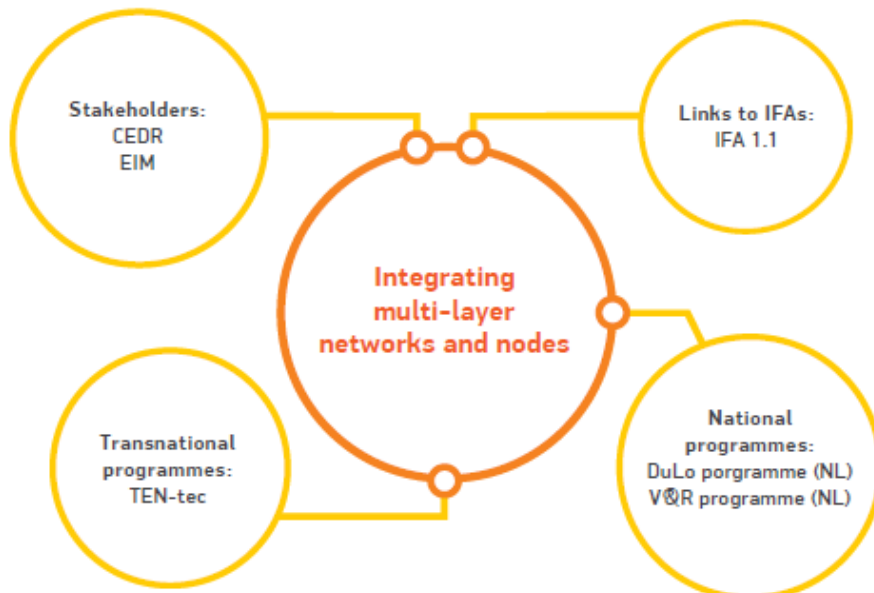 Stakeholders:
CEDR
EIM
Links to IFAs:
IFA 1.1
Integrating
multi-layer
networks and nodes
Transnational
programmes:
TEN-tec
National
programmes:
DuLo porgramme (NL)
V&R programme (NL)